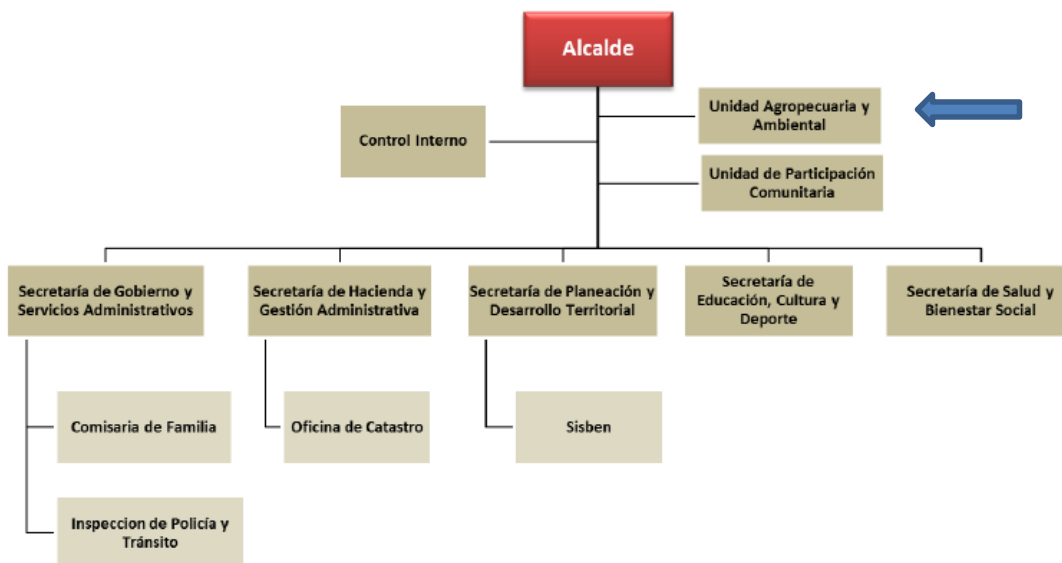 Alcalde
Unidad Agropecuaria y
Ambiental
Control Interno
Unidad de Participación
Comunitaria
Secretaría de Gobierno y
Servicios Administrativos
Secretaría de Hacienda y
Gestión Administrativa
Secretaría de Planeación y
Desarrollo Territorial
Secretaría de
Educación, Cultura y
Deporte
Secretaría de Salud y
Bienestar Social
Comisaria de Familia
Oficina de Catastro
Sisben
Inspeccion de Policía y
Tránsito